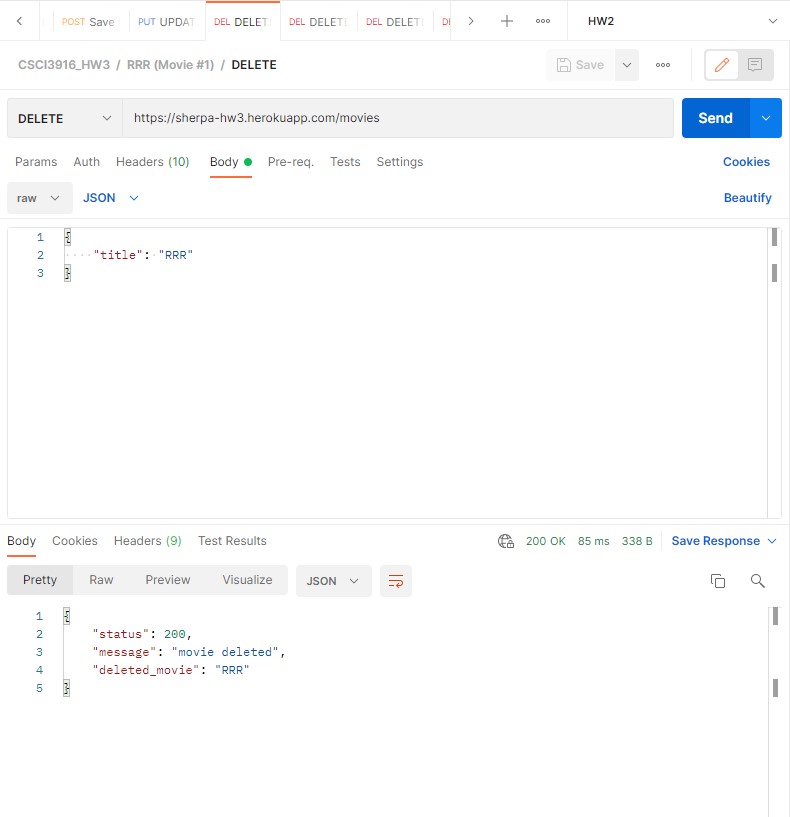 POST Save PUT UPDAT DEL DELET DEL DELET DEL DELET HW2
CSCI3916_HW3 / RRR (Movie #1) / DELETE Save
DELETE https://sherpa-hw3.herokuapp.com/movies Send
Params Auth Headers (10) Body Pre-req. Tests Settings Cookies
raw JSON Beautify
1 {
2 "title": "RRR"
3 }
Body Cookies Headers (9) Test Results 200 OK 85 ms 338 B Save Response
Pretty Raw Preview Visualize JSON
1 {
2 "status": 200,
3 "message": "movie deleted",
4 "deleted_movie": "RRR"
5 }